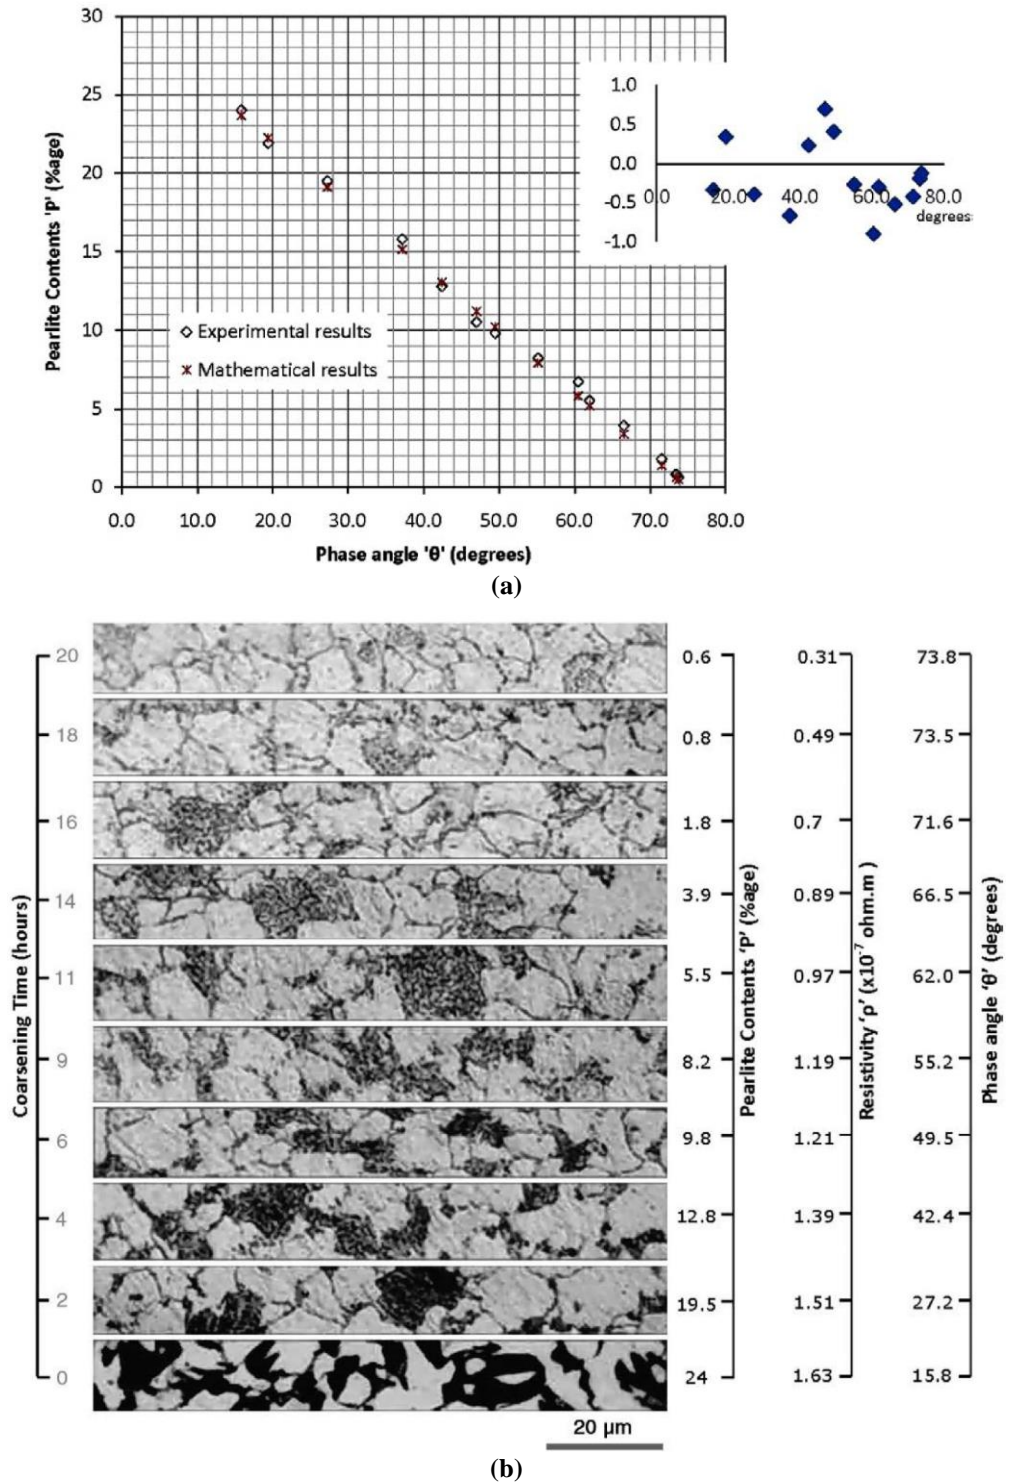 30
25
20
15
10
5
0
Pearlite Contents 'P' (%age)
Experimental results
Mathematical results
0.0 10.0 20.0 30.0 40.0 50.0 60.0 70.0 80.0
Phase angle 'θ' (degrees)
1.0
0.5
0.0
-0.5
-1.0
0.0 20.0 40.0 60.0 80.0
degrees
(a)
Coarsening Time (hours)
20 0.6 0.31 73.8
18 0.8 0.49 73.5
16 1.8 0.7 71.6
14 3.9 0.89 66.5
11 5.5 0.97 62.0
9 8.2 1.19 55.2
6 9.8 1.21 49.5
4 12.8 1.39 42.4
2 19.5 1.51 27.2
0 24 1.63 15.8
Pearlite Contents 'P' (%age)
Resistivity 'ρ' (x10⁻⁷ ohm.m )
Phase angle 'θ' (degrees)
20 µm
(b)